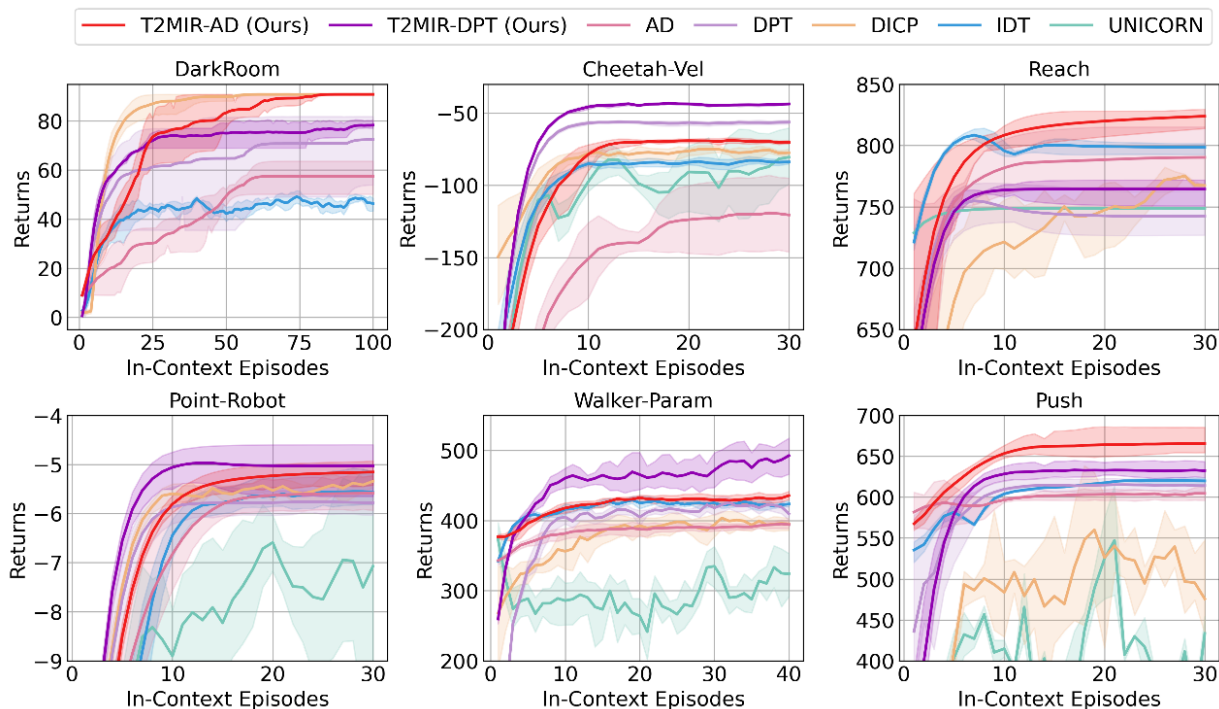 T2MIR-AD (Ours) T2MIR-DPT (Ours) AD DPT DICP IDT UNICORN
DarkRoom
Returns
80
60
40
20
0
0 25 50 75 100
In-Context Episodes
Cheetah-Vel
Returns
−50
−100
−150
−200
0 10 20 30
In-Context Episodes
Reach
Returns
850
800
750
700
650
0 10 20 30
In-Context Episodes
Point-Robot
Returns
−4
−5
−6
−7
−8
−9
0 10 20 30
In-Context Episodes
Walker-Param
Returns
500
400
300
200
0 10 20 30 40
In-Context Episodes
Push
Returns
700
650
600
550
500
450
400
0 10 20 30
In-Context Episodes